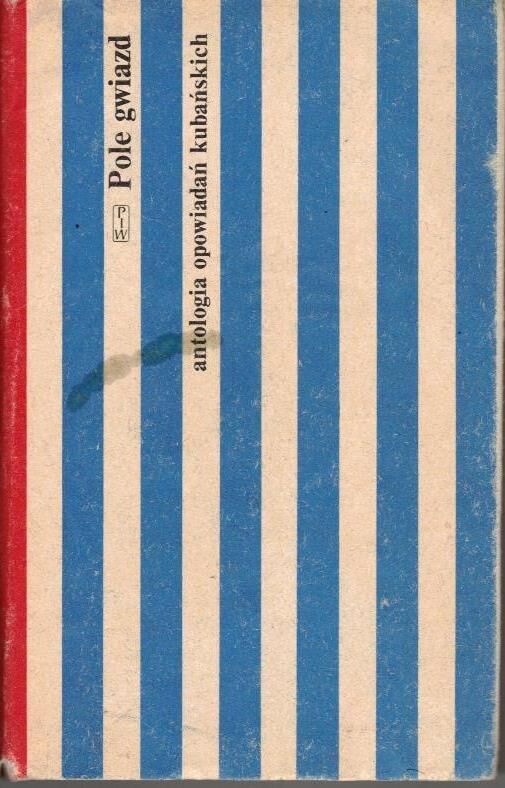 Pole gwiazd
PIW
antologia opowiadań kubańskich